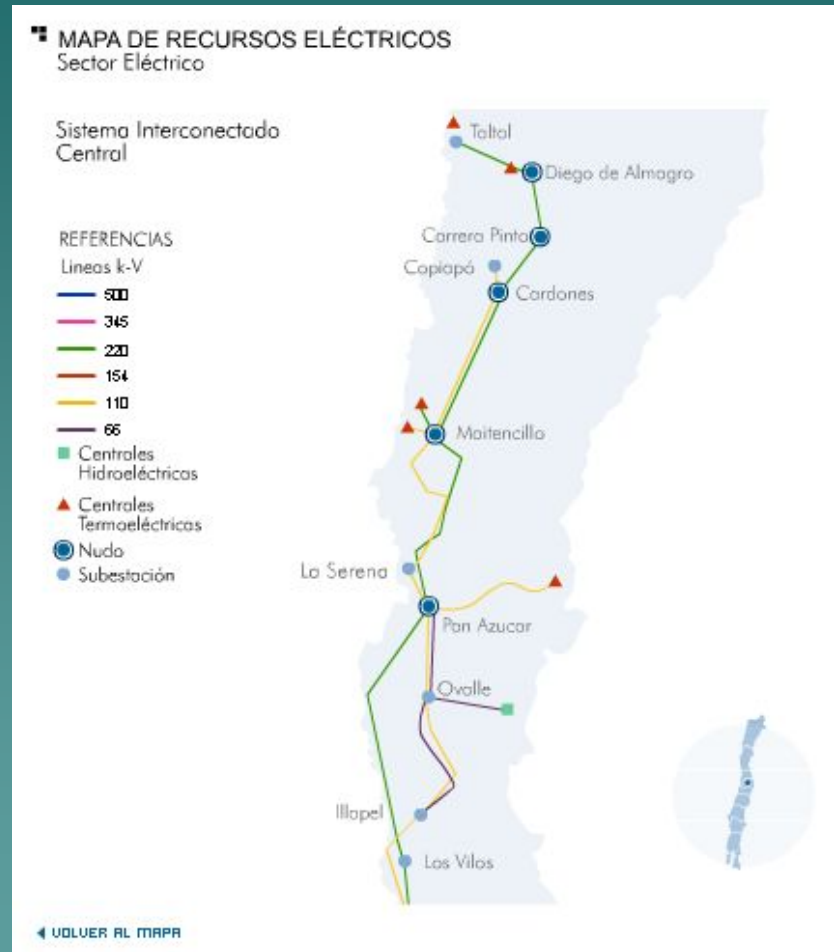 MAPA DE RECURSOS ELÉCTRICOS
Sector Eléctrico
Sistema Interconectado
Central
REFERENCIAS
Lineas k-V
500
345
220
154
110
66
Centrales
Hidroeléctricas
Centrales
Termoeléctricas
Nudo
Subestación
Taltal
Diego de Almagro
Carrera Pinto
Copiapó
Cardones
Maitencillo
La Serena
Pan Azucar
Ovalle
Illapel
Los Vilos
VOLVER AL MAPA